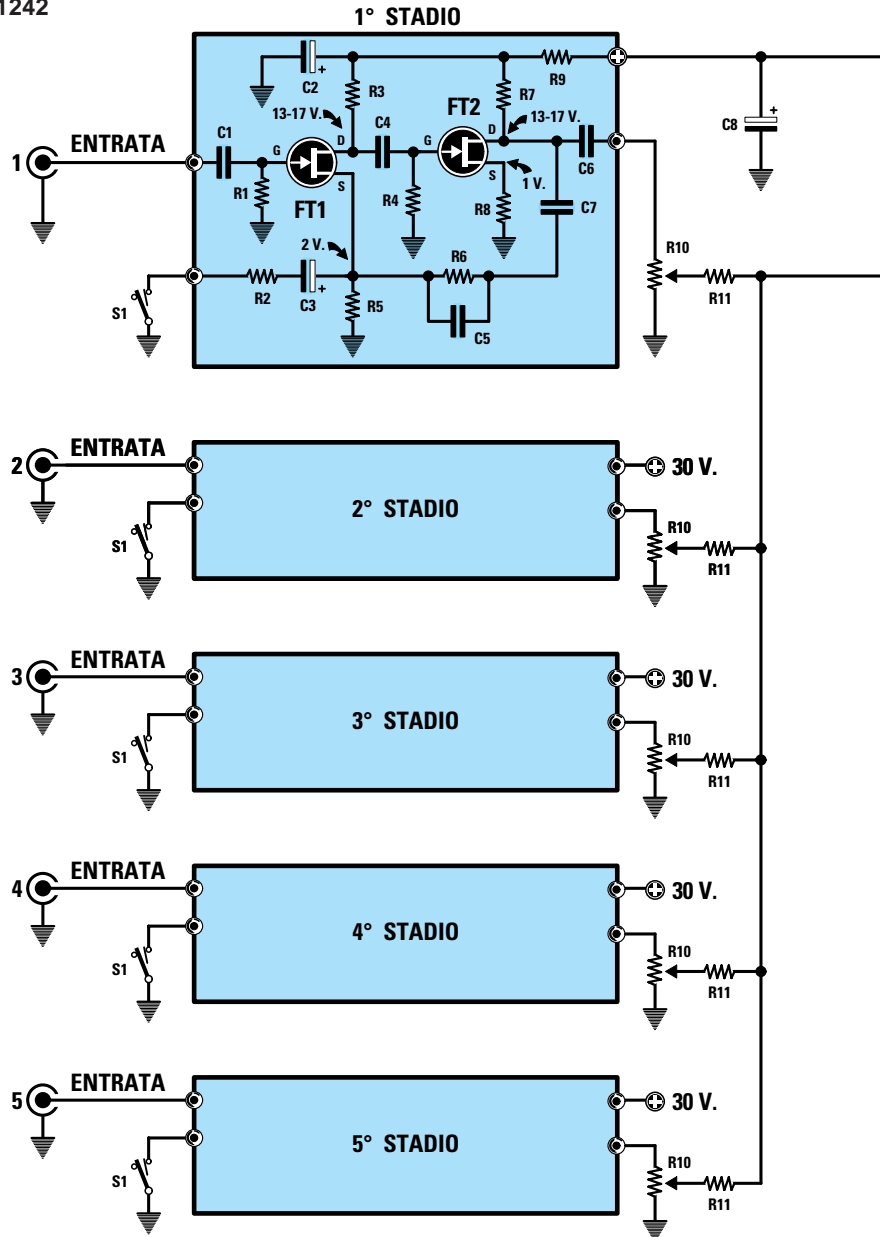 1242
1° STADIO
C2
+
R3
R7
R9
13-17 V.
C4
FT2
D
13-17 V.
C8
+
1
ENTRATA
C1
G
D
G
C6
R1
FT1
S
R4
S
1 V.
R8
C7
2 V.
R6
R10
S1
R2
C3
+
R5
C5
R11
2
ENTRATA
30 V.
S1
2° STADIO
R10
R11
3
ENTRATA
30 V.
S1
3° STADIO
R10
R11
4
ENTRATA
30 V.
S1
4° STADIO
R10
R11
5
ENTRATA
30 V.
S1
5° STADIO
R10
R11